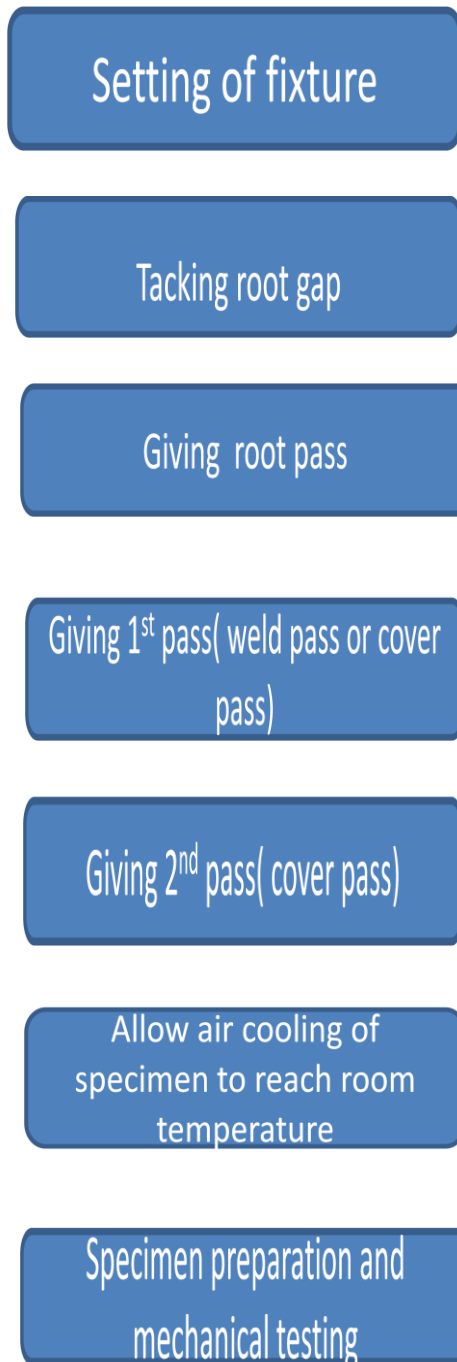 Setting of fixture
Tacking root gap
Giving root pass
Giving 1st pass( weld pass or cover
pass)
Giving 2nd pass( cover pass)
Allow air cooling of
specimen to reach room
temperature
Specimen preparation and
mechanical testing